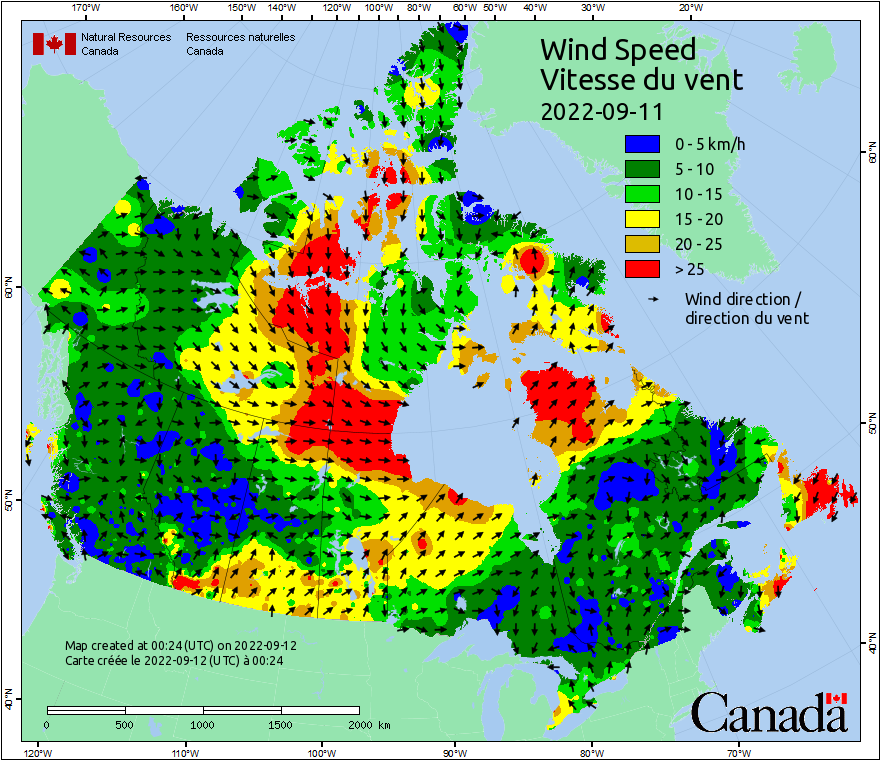 170°W 160°W 150°W 140°W 130°W 120°W 110°W 100°W 80°W 60°W 50°W 40°W 30°W 20°W
Natural Resources Ressources naturelles
Canada Canada
Wind Speed
Vitesse du vent
2022-09-11
0 - 5 km/h
5 - 10
10 - 15
15 - 20
20 - 25
> 25
Wind direction /
direction du vent
60°N
60°N
50°N
50°N
40°N
40°N
Map created at 00:24 (UTC) on 2022-09-12
Carte créée le 2022-09-12 (UTC) à 00:24
0 500 1000 1500 2000 km
Canada
120°W 110°W 100°W 90°W 80°W 70°W